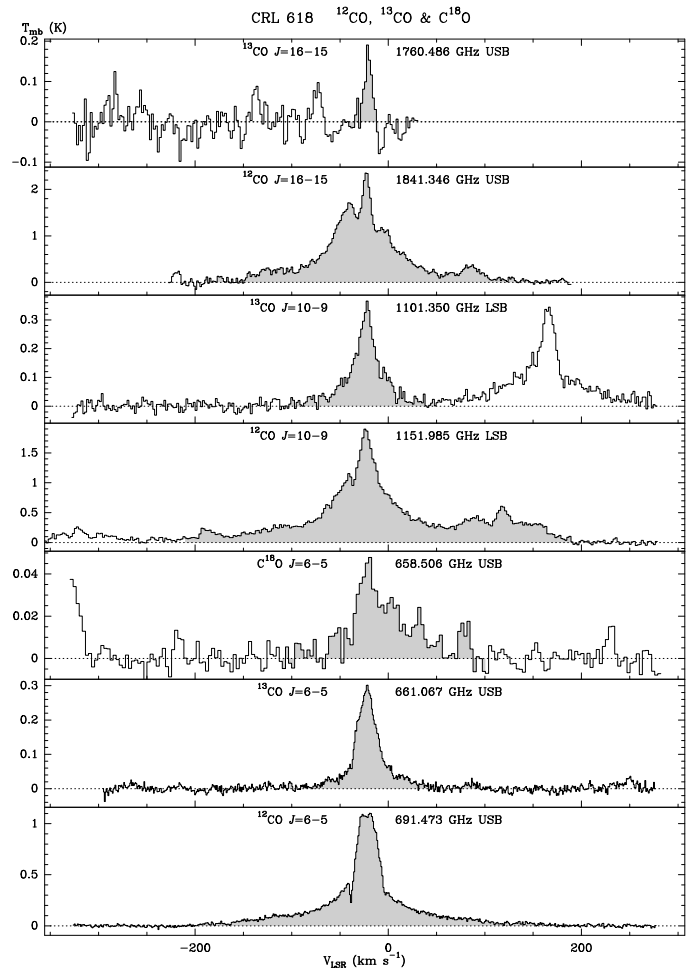 CRL 618 ¹²CO, ¹³CO & C¹⁸O
T_mb (K)
¹³CO J=16−15 1760.486 GHz USB
0.2
0.1
0
−0.1
¹²CO J=16−15 1841.346 GHz USB
2
1
0
¹³CO J=10−9 1101.350 GHz LSB
0.3
0.2
0.1
0
¹²CO J=10−9 1151.985 GHz LSB
1.5
1
0.5
0
C¹⁸O J=6−5 658.506 GHz USB
0.04
0.02
0
¹³CO J=6−5 661.067 GHz USB
0.3
0.2
0.1
0
¹²CO J=6−5 691.473 GHz USB
1
0.5
0
−200 0 200
V_LSR (km s⁻¹)